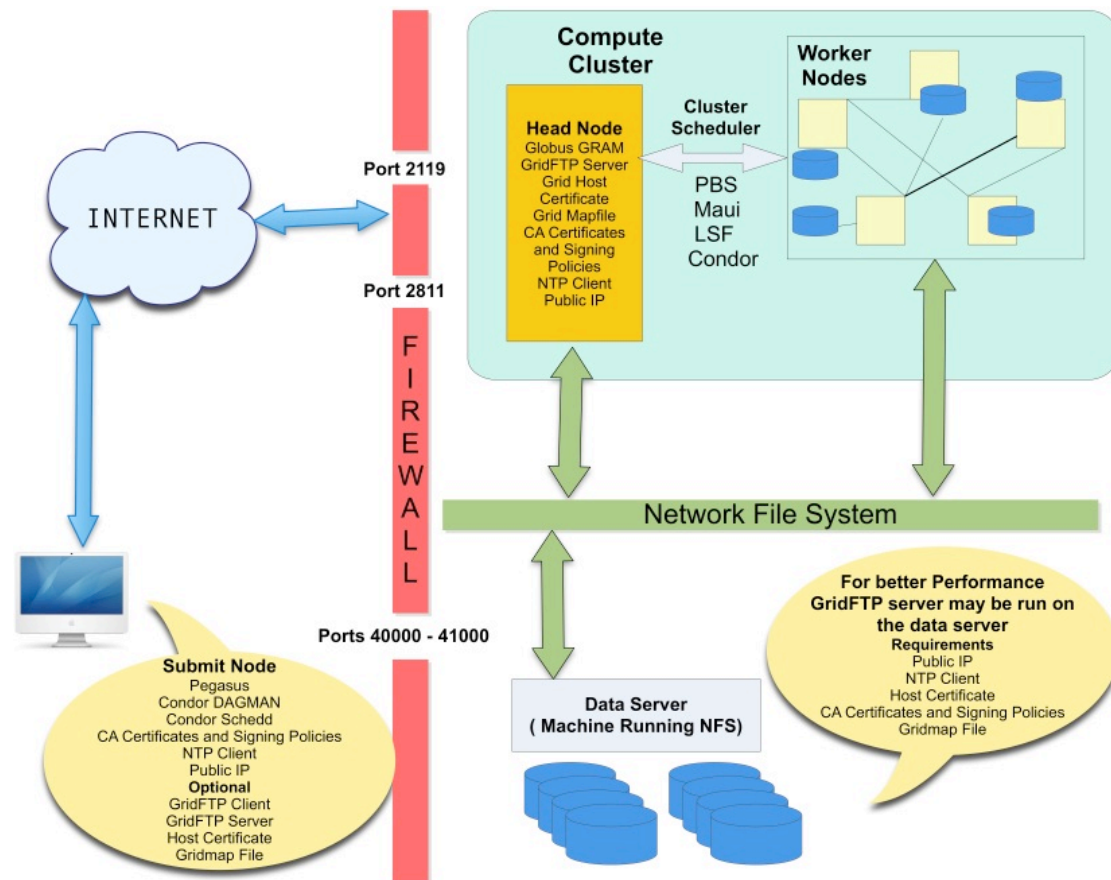 Compute
Cluster
Worker
Nodes
Head Node
Globus GRAM
GridFTP Server
Grid Host
Certificate
Grid Mapfile
CA Certificates
and Signing
Policies
NTP Client
Public IP
Cluster
Scheduler
PBS
Maui
LSF
Condor
Port 2119
INTERNET
Port 2811
FIREWALL
Network File System
Ports 40000 - 41000
Submit Node
Pegasus
Condor DAGMAN
Condor Schedd
CA Certificates and Signing Policies
NTP Client
Public IP
Optional
GridFTP Client
GridFTP Server
Host Certificate
Gridmap File
Data Server
( Machine Running NFS)
For better Performance
GridFTP server may be run on
the data server
Requirements
Public IP
NTP Client
Host Certificate
CA Certificates and Signing Policies
Gridmap File